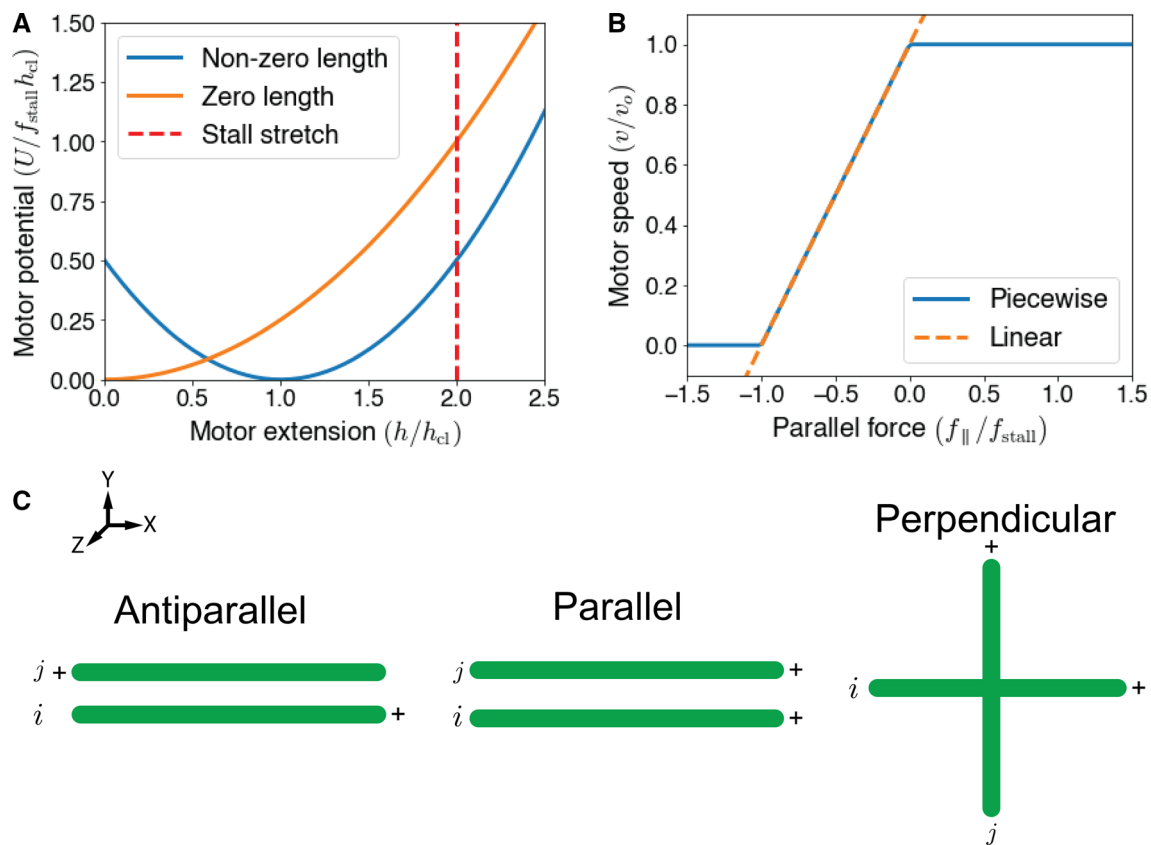 A
Motor potential (U/f_stall h_cl)
1.50
1.25
1.00
0.75
0.50
0.25
0.00
Non-zero length
Zero length
Stall stretch
0.0 0.5 1.0 1.5 2.0 2.5
Motor extension (h/h_cl)
B
Motor speed (v/v_o)
1.0
0.8
0.6
0.4
0.2
0.0
Piecewise
Linear
−1.5 −1.0 −0.5 0.0 0.5 1.0 1.5
Parallel force (f_∥/f_stall)
C
Y
X
Z
Antiparallel
j +
i +
Parallel
j +
i +
Perpendicular
+
i +
j